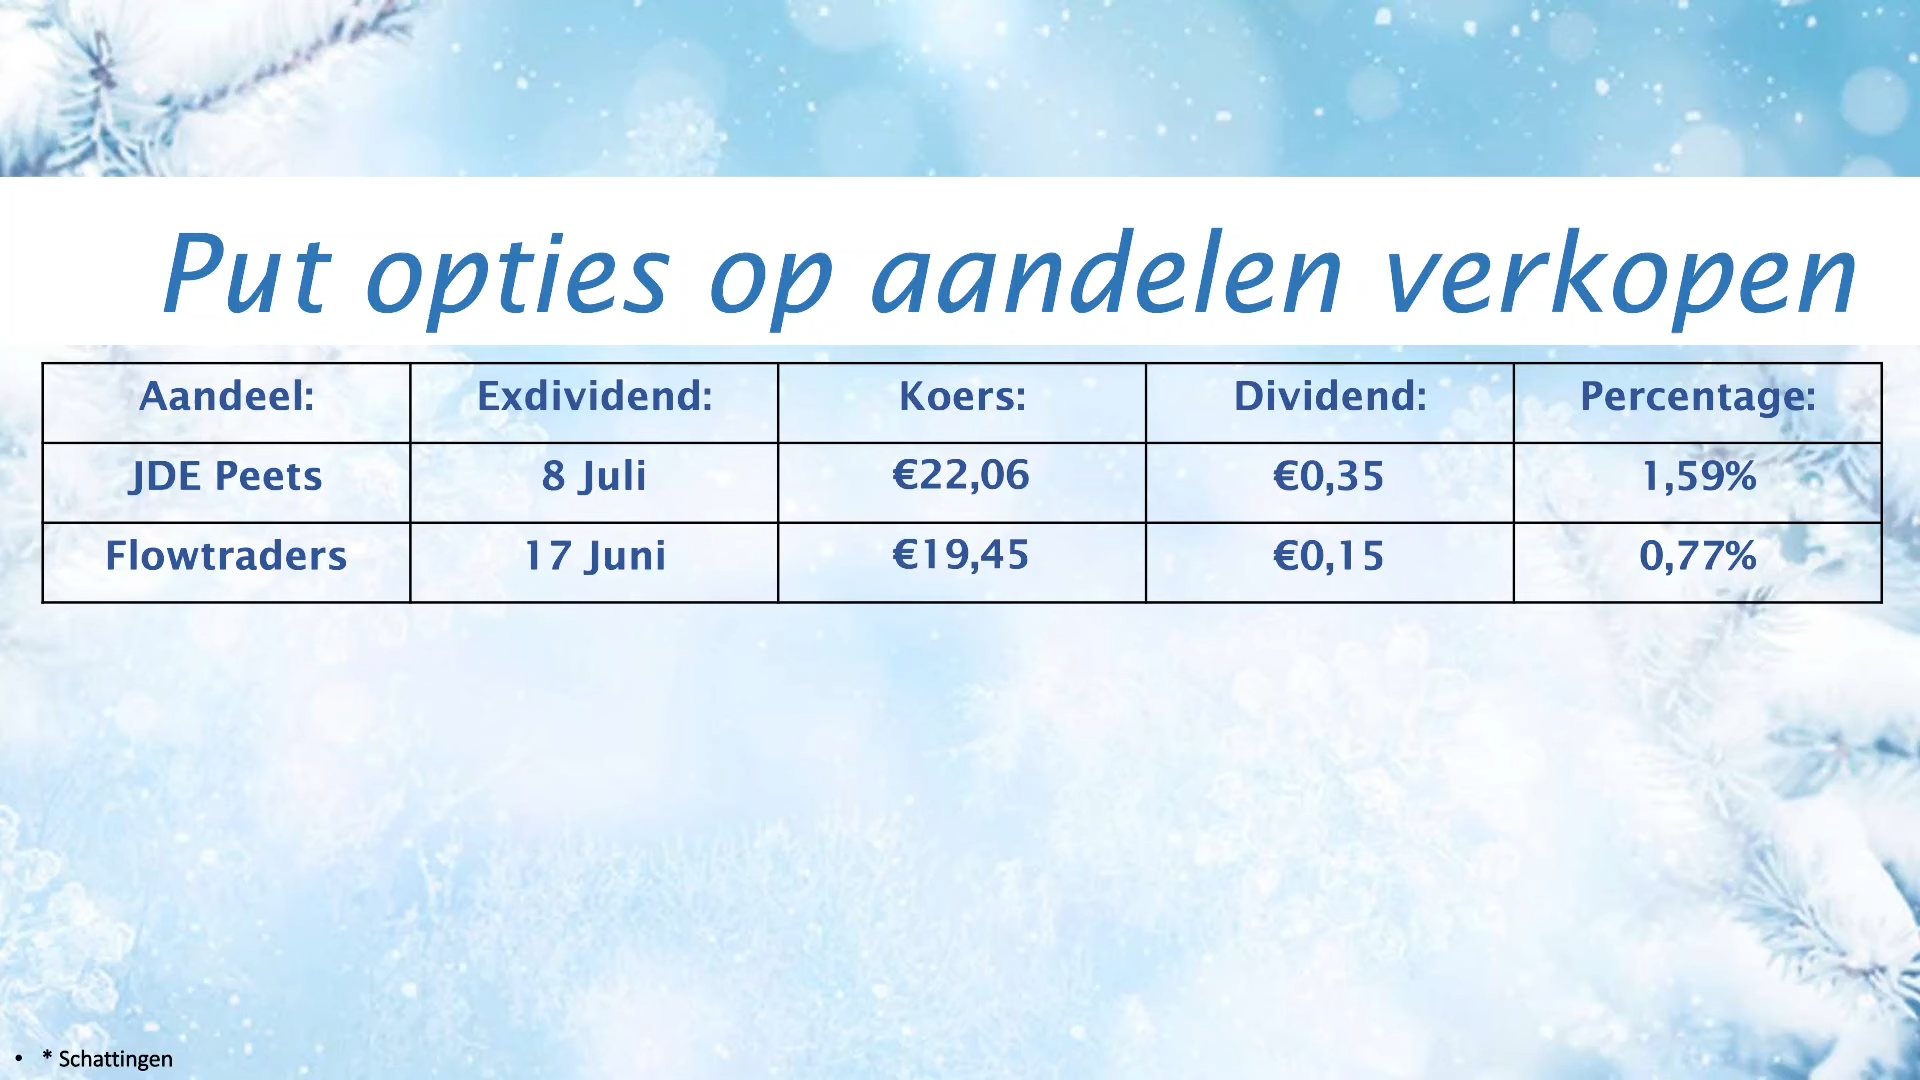 Put opties op aandelen verkopen
Aandeel: Exdividend: Koers: Dividend: Percentage:
JDE Peets 8 Juli €22,06 €0,35 1,59%
Flowtraders 17 Juni €19,45 €0,15 0,77%
• * Schattingen